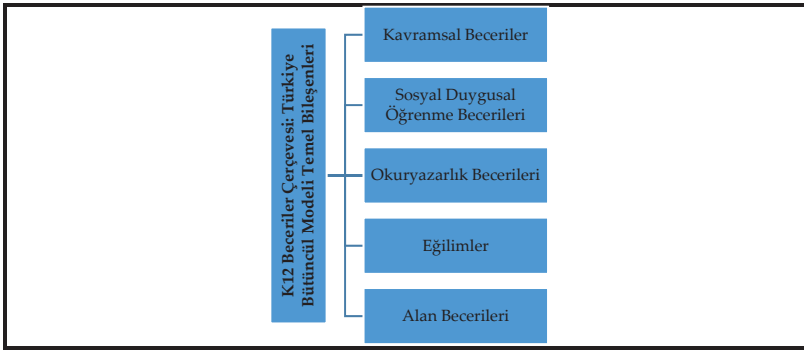 K12 Beceriler Çerçevesi: Türkiye
Bütüncül Modeli Temel Bileşenleri
Kavramsal Beceriler
Sosyal Duygusal
Öğrenme Becerileri
Okuryazarlık Becerileri
Eğilimler
Alan Becerileri